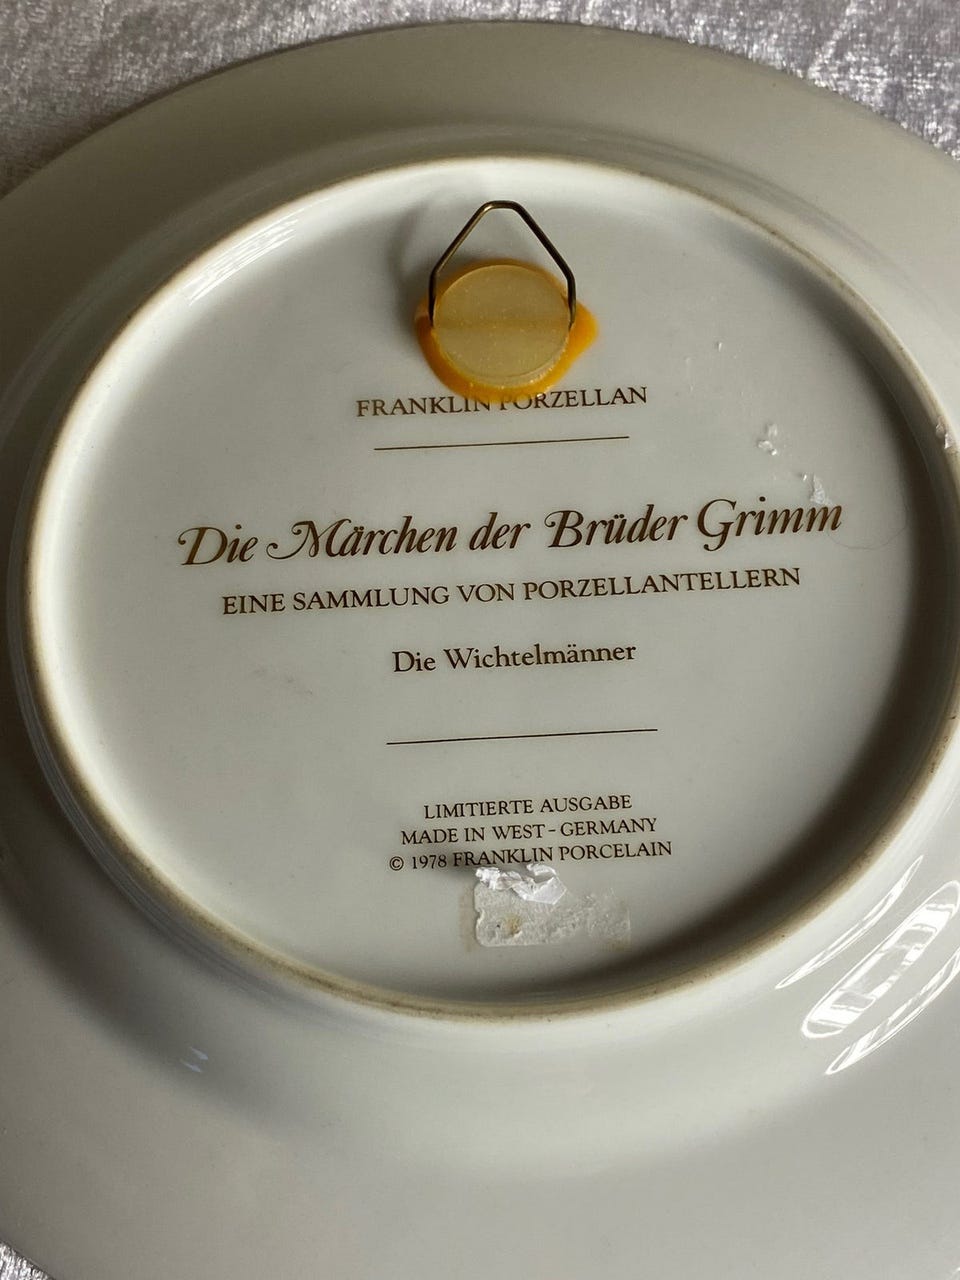 FRANKLIN PORZELLAN
Die Märchen der Brüder Grimm
EINE SAMMLUNG VON PORZELLANTELLERN
Die Wichtelmänner
LIMITIERTE AUSGABE
MADE IN WEST-GERMANY
© 1978 FRANKLIN PORCELAIN